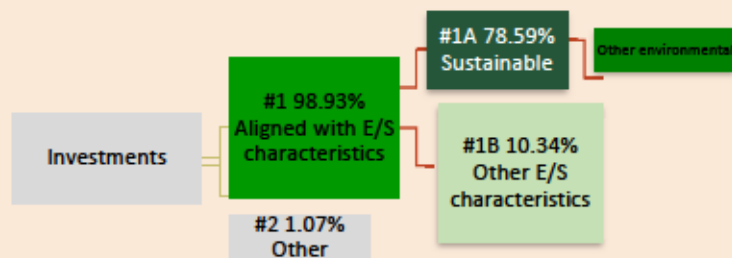 Investments
#1 98.93%
Aligned with E/S
characteristics
#2 1.07%
Other
#1A 78.59%
Sustainable
#1B 10.34%
Other E/S
characteristics
Other environmental